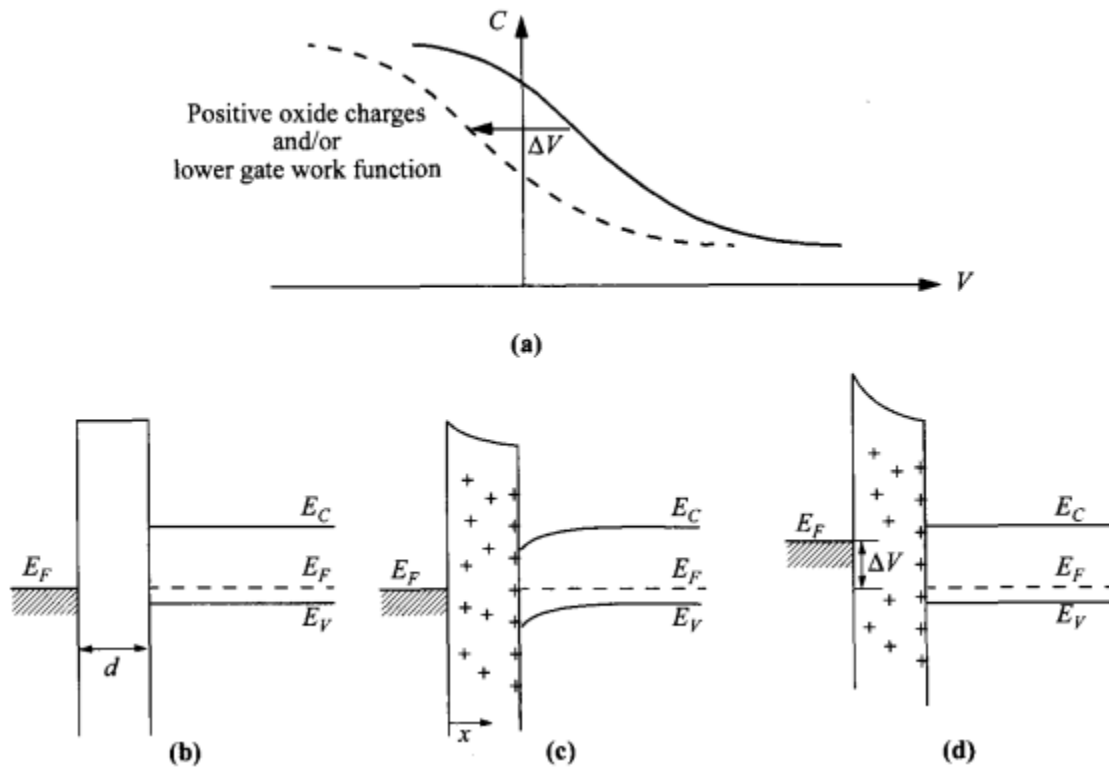 C
Positive oxide charges
and/or
lower gate work function
ΔV
V
(a)
E_C
E_F
E_F
E_V
d
(b)
E_C
E_F
E_F
E_V
x
(c)
E_F
E_C
ΔV
E_F
E_V
(d)